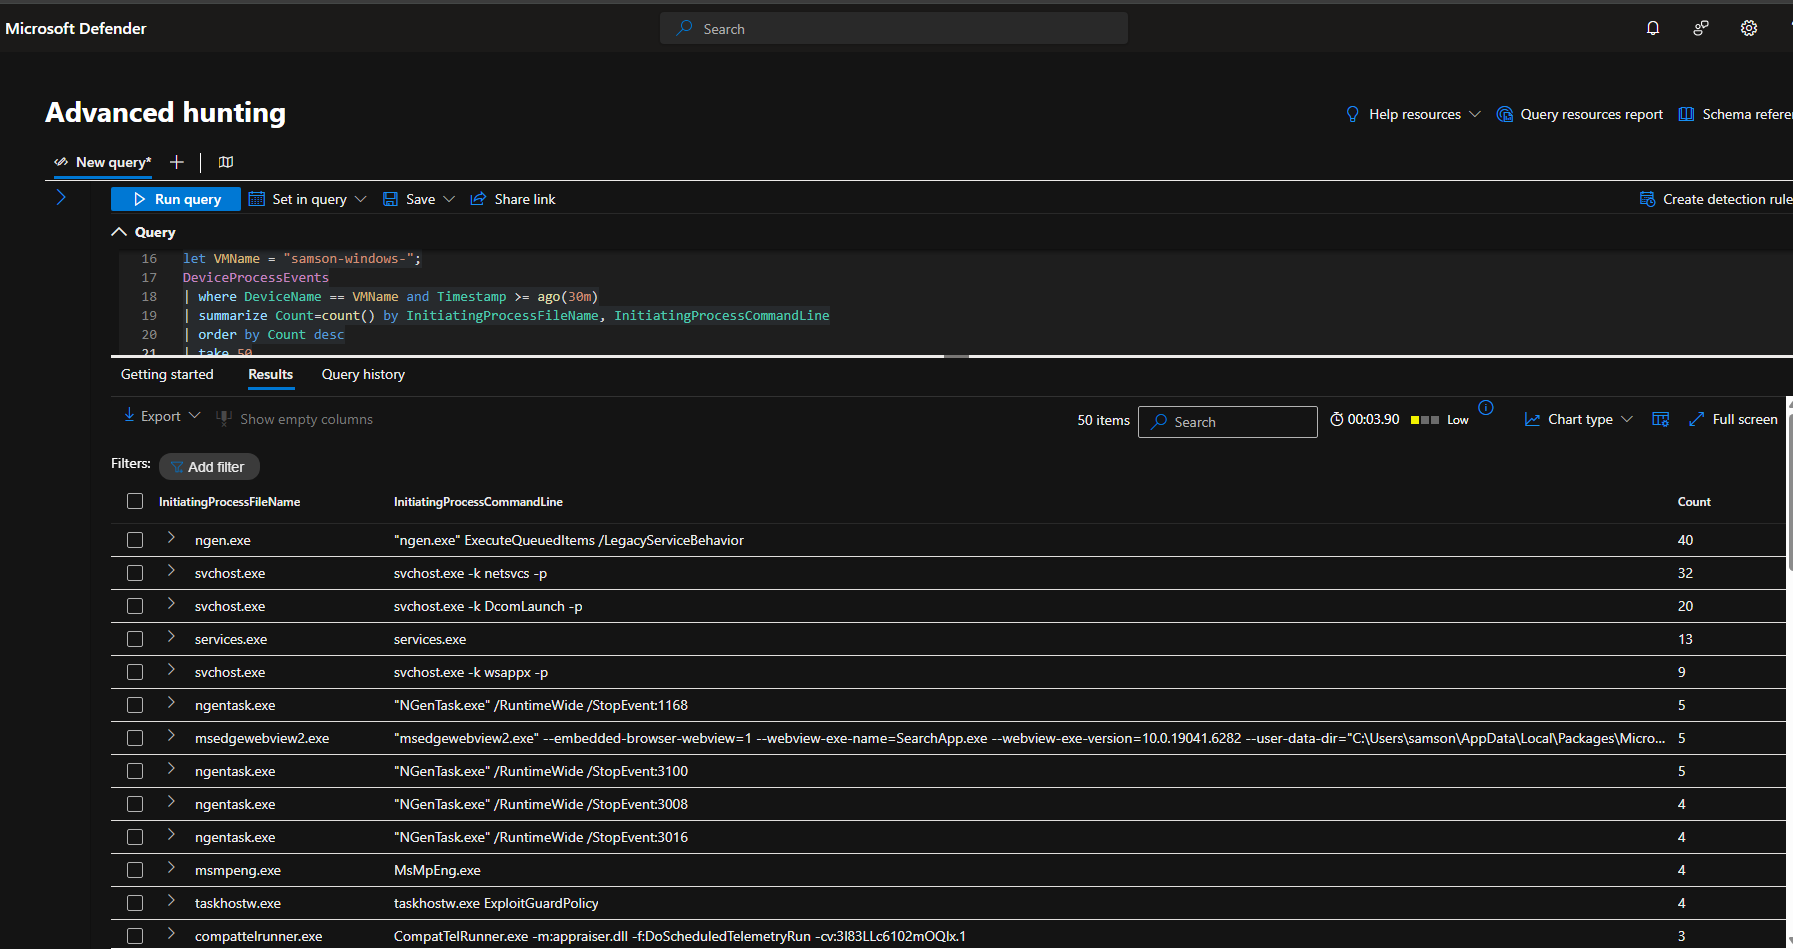 Microsoft Defender
Search
Advanced hunting
Help resources
Query resources report
Schema refere
New query*
Run query
Set in query
Save
Share link
Create detection rule
Query
16 let VMName = "samson-windows-";
17 DeviceProcessEvents
18 | where DeviceName == VMName and Timestamp >= ago(30m)
19 | summarize Count=count() by InitiatingProcessFileName, InitiatingProcessCommandLine
20 | order by Count desc
21 | take 50
Getting started Results Query history
Export Show empty columns
50 items Search 00:03.90 Low Chart type Full screen
Filters: Add filter
InitiatingProcessFileName InitiatingProcessCommandLine Count
ngen.exe "ngen.exe" ExecuteQueuedItems /LegacyServiceBehavior 40
svchost.exe svchost.exe -k netsvcs -p 32
svchost.exe svchost.exe -k DcomLaunch -p 20
services.exe services.exe 13
svchost.exe svchost.exe -k wsappx -p 9
ngentask.exe "NGenTask.exe" /RuntimeWide /StopEvent:1168 5
msedgewebview2.exe "msedgewebview2.exe" --embedded-browser-webview=1 --webview-exe-name=SearchApp.exe --webview-exe-version=10.0.19041.6282 --user-data-dir="C:\Users\samson\AppData\Local\Packages\Micro... 5
ngentask.exe "NGenTask.exe" /RuntimeWide /StopEvent:3100 5
ngentask.exe "NGenTask.exe" /RuntimeWide /StopEvent:3008 4
ngentask.exe "NGenTask.exe" /RuntimeWide /StopEvent:3016 4
msmpeng.exe MsMpEng.exe 4
taskhostw.exe taskhostw.exe ExploitGuardPolicy 4
compattelrunner.exe CompatTelRunner.exe -m:appraiser.dll -f:DoScheduledTelemetryRun -cv:3I83LLc6102mOQIx.1 3